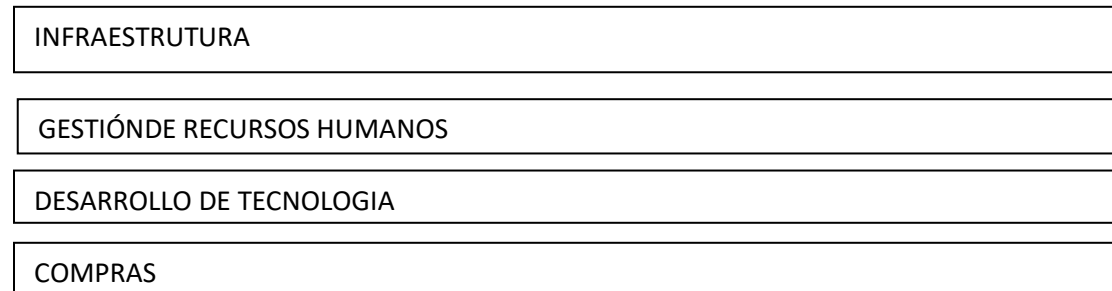 INFRAESTRUTURA
GESTIÓNDE RECURSOS HUMANOS
DESARROLLO DE TECNOLOGIA
COMPRAS